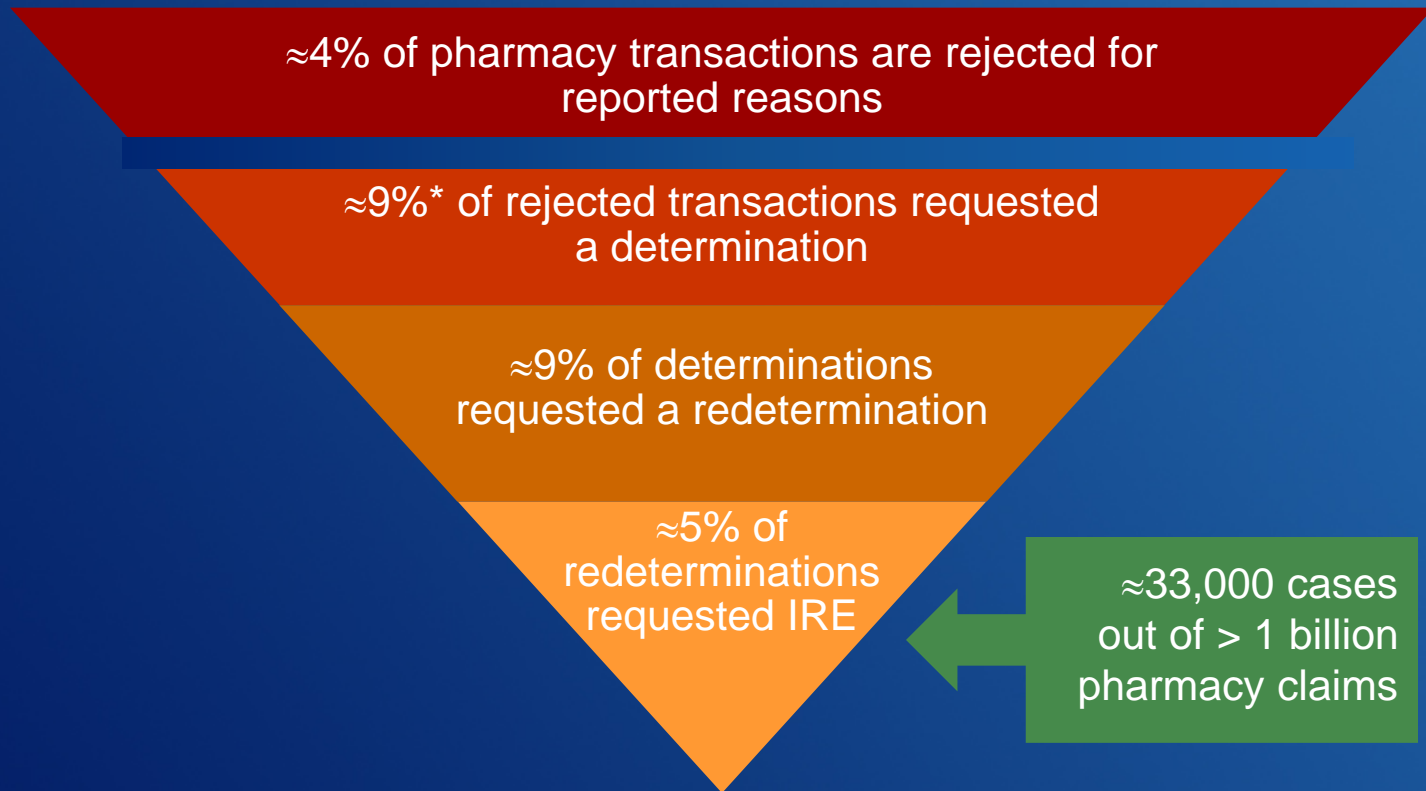 ≈4% of pharmacy transactions are rejected for
reported reasons
≈9%* of rejected transactions requested
a determination
≈9% of determinations
requested a redetermination
≈5% of
redeterminations
requested IRE
≈33,000 cases
out of > 1 billion
pharmacy claims